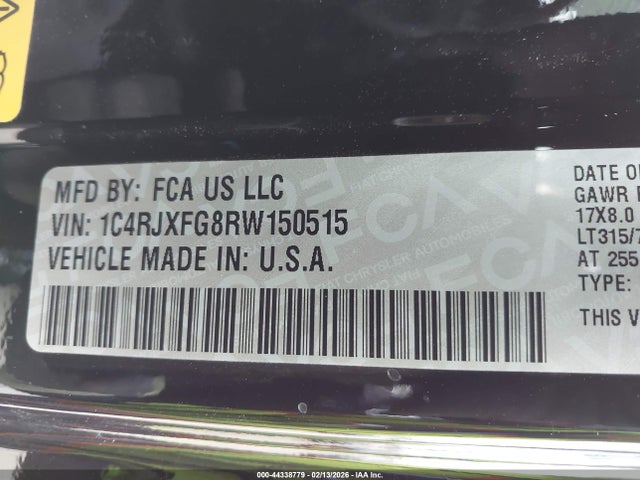 MFD BY: FCA US LLC
VIN: 1C4RJXFG8RW150515
VEHICLE MADE IN: U.S.A.
DATE O
GAWR
17X8.0
LT315/7
AT 255
TYPE:
THIS V
000-44338779 - 02/13/2026 - IAA Inc.